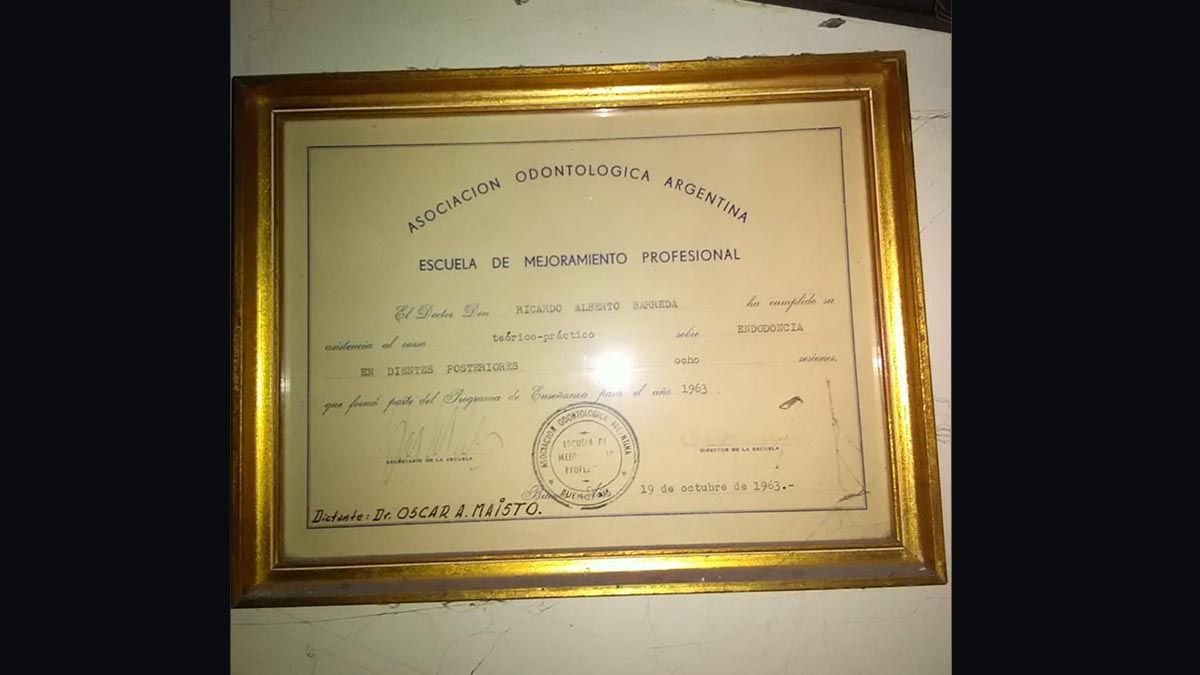 ASOCIACION ODONTOLOGICA ARGENTINA
ESCUELA DE MEJORAMIENTO PROFESIONAL
El Doctor Don RICARDO ALBERTO BARREDA ha cumplido su
asistencia al curso teórico-práctico sobre ENDODONCIA
EN DIENTES POSTERIORES ocho sesiones,
que formó parte del Programa de Enseñanza para el año 1963.
ASOCIACION ODONTOLOGICA ARGENTINA
ESCUELA DE
BUENOS AIRES
SECRETARIO DE LA ESCUELA
DIRECTOR DE LA ESCUELA
19 de octubre de 1963.-
Dictante: Dr. OSCAR A. MAISTO.